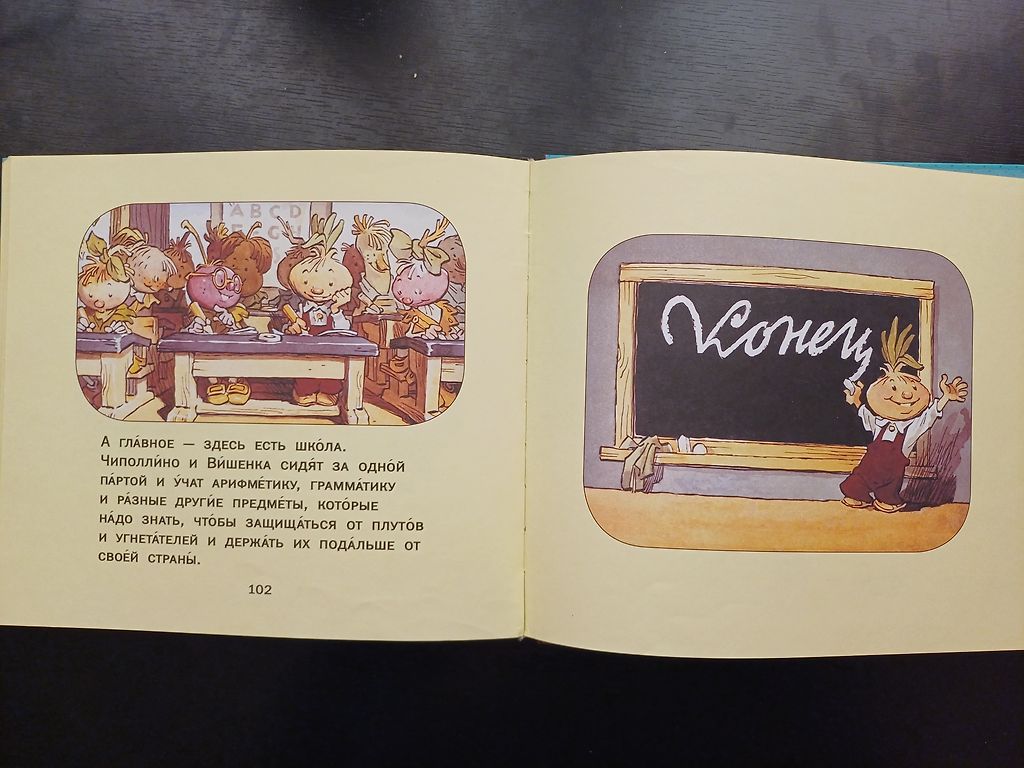 ABCD
А ГЛА́ВНОЕ — ЗДЕСЬ ЕСТЬ ШКО́ЛА.
ЧИПОЛЛИ́НО И ВИ́ШЕНКА СИДЯ́Т ЗА ОДНО́Й
ПА́РТОЙ И У́ЧАТ АРИФМЕ́ТИКУ, ГРАММА́ТИКУ
И РА́ЗНЫЕ ДРУГИ́Е ПРЕДМЕ́ТЫ, КОТО́РЫЕ
НА́ДО ЗНАТЬ, ЧТО́БЫ ЗАЩИЩА́ТЬСЯ ОТ ПЛУТО́В
И УГНЕТА́ТЕЛЕЙ И ДЕРЖА́ТЬ ИХ ПОДА́ЛЬШЕ ОТ
СВОЕ́Й СТРАНЫ́.
102
Конец